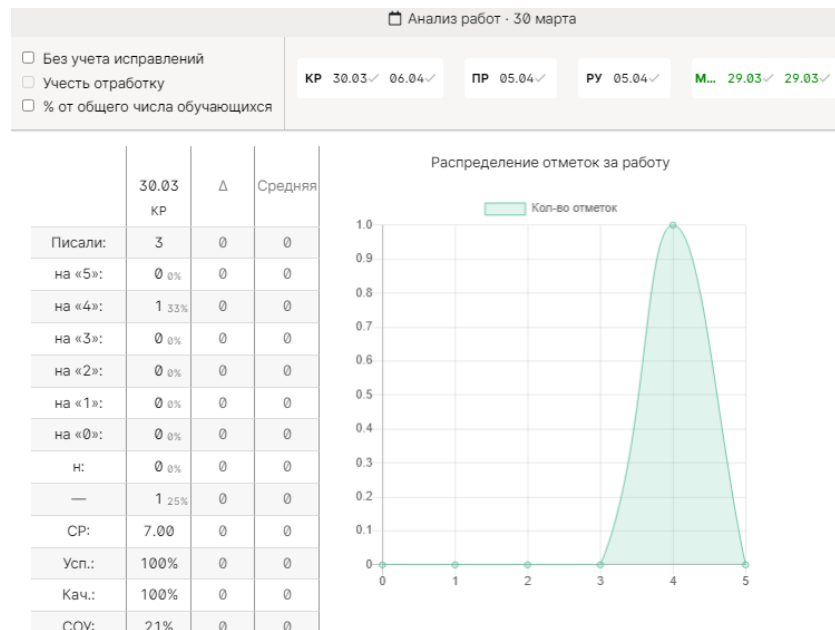 Анализ работ · 30 марта
Без учета исправлений
Учесть отработку
% от общего числа обучающихся
КР 30.03✓ 06.04✓
ПР 05.04✓
РУ 05.04✓
М... 29.03✓ 29.03✓
30.03 Δ Средняя
КР
Писали: 3 0 0
на «5»: 0 0% 0 0
на «4»: 1 33% 0 0
на «3»: 0 0% 0 0
на «2»: 0 0% 0 0
на «1»: 0 0% 0 0
на «0»: 0 0% 0 0
н: 0 0% 0 0
— 1 25% 0 0
СР: 7.00 0 0
Усп.: 100% 0 0
Кач.: 100% 0 0
СОУ: 21% 0 0
Распределение отметок за работу
Кол-во отметок
1.0
0.9
0.8
0.7
0.6
0.5
0.4
0.3
0.2
0.1
0
0 1 2 3 4 5